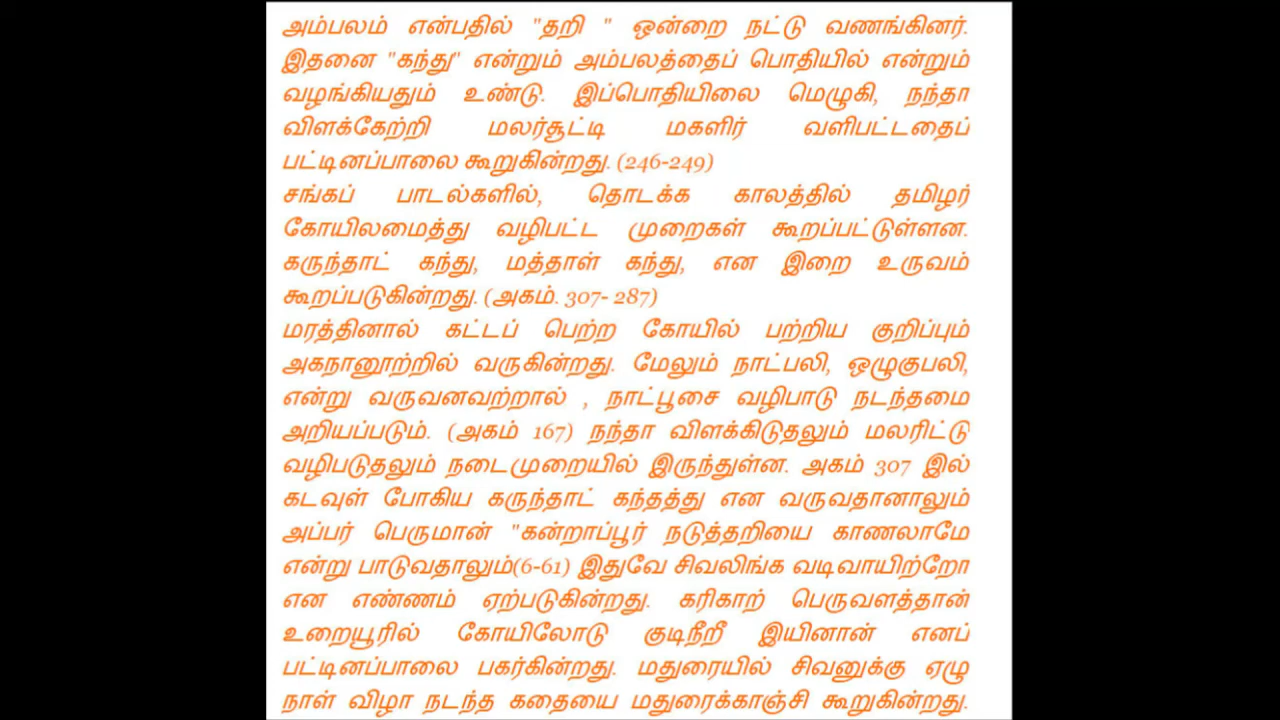 அம்பலம் என்பதில் "தறி " ஒன்றை நட்டு வணங்கினர்.
இதனை "கந்து" என்றும் அம்பலத்தைப் பொதியில் என்றும்
வழங்கியதும் உண்டு. இப்பொதியிலை மெழுகி, நந்தா
விளக்கேற்றி மலர்சூட்டி மகளிர் வளிபட்டதைப்
பட்டினப்பாலை கூறுகின்றது. (246-249)
சங்கப் பாடல்களில், தொடக்க காலத்தில் தமிழர்
கோயிலமைத்து வழிபட்ட முறைகள் கூறப்பட்டுள்ளன.
கருந்தாட் கந்து, மத்தாள் கந்து, என இறை உருவம்
கூறப்படுகின்றது. (அகம். 307- 287)
மரத்தினால் கட்டப் பெற்ற கோயில் பற்றிய குறிப்பும்
அகநானூற்றில் வருகின்றது. மேலும் நாட்பலி, ஒழுகுபலி,
என்று வருவனவற்றால் , நாட்பூசை வழிபாடு நடந்தமை
அறியப்படும். (அகம் 167) நந்தா விளக்கிடுதலும் மலரிட்டு
வழிபடுதலும் நடைமுறையில் இருந்துள்ன. அகம் 307 இல்
கடவுள் போகிய கருந்தாட் கந்தத்து என வருவதானாலும்
அப்பர் பெருமான் "கன்றாப்பூர் நடுத்தறியை காணலாமே
என்று பாடுவதாலும்(6-61) இதுவே சிவலிங்க வடிவாயிற்றோ
என எண்ணம் ஏற்படுகின்றது. கரிகாற் பெருவளத்தான்
உறையூரில் கோயிலோடு குடிநீறீ இயினான் எனப்
பட்டினப்பாலை பகர்கின்றது. மதுரையில் சிவனுக்கு ஏழு
நாள் விழா நடந்த கதையை மதுரைக்காஞ்சி கூறுகின்றது.